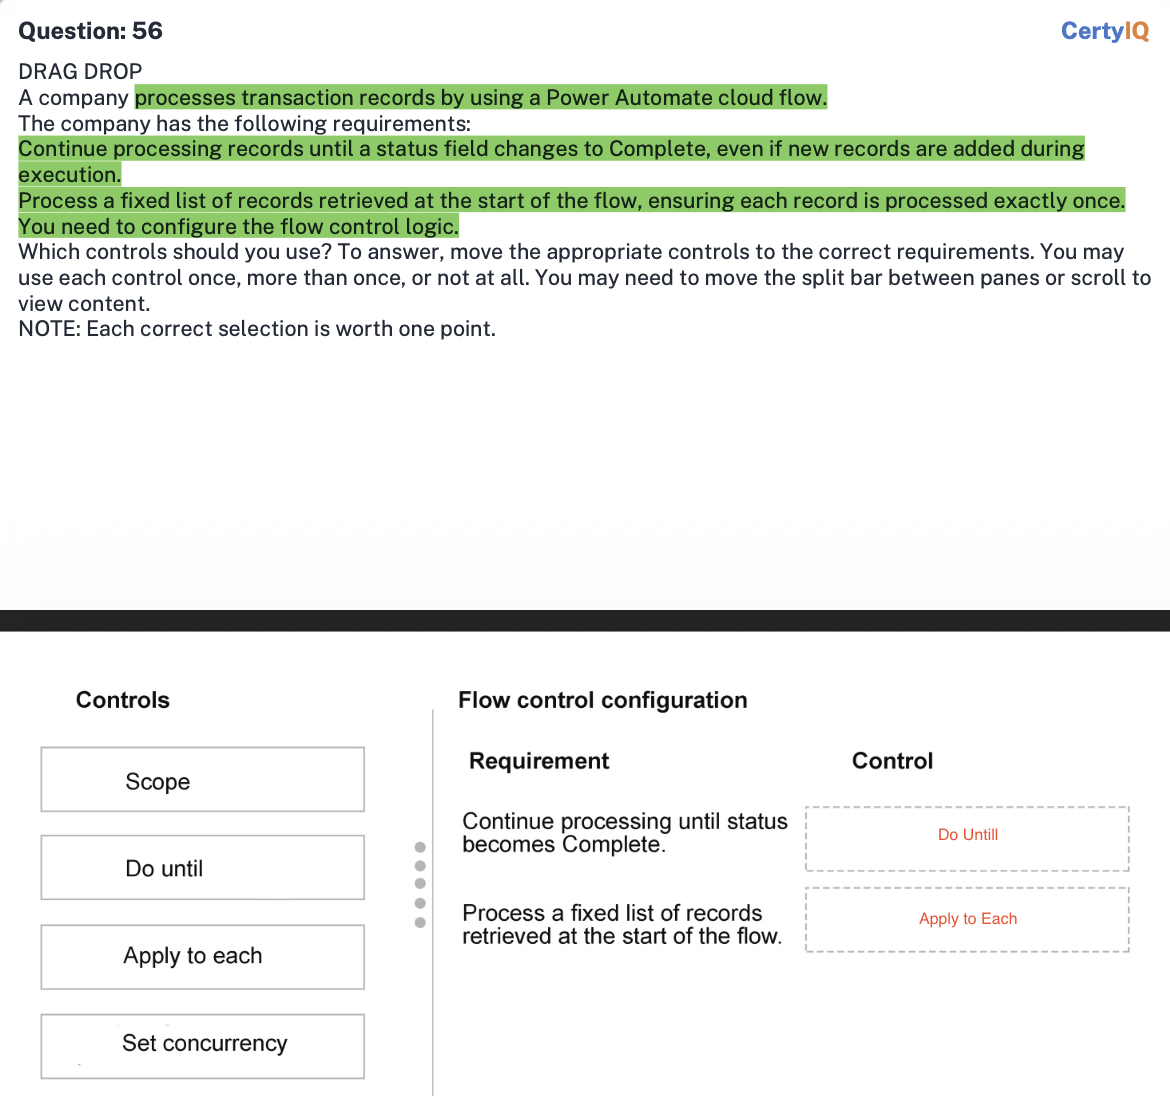 Question: 56
CertyIQ
DRAG DROP
A company processes transaction records by using a Power Automate cloud flow.
The company has the following requirements:
Continue processing records until a status field changes to Complete, even if new records are added during
execution.
Process a fixed list of records retrieved at the start of the flow, ensuring each record is processed exactly once.
You need to configure the flow control logic.
Which controls should you use? To answer, move the appropriate controls to the correct requirements. You may
use each control once, more than once, or not at all. You may need to move the split bar between panes or scroll to
view content.
NOTE: Each correct selection is worth one point.
Controls
Scope
Do until
Apply to each
Set concurrency
Flow control configuration
Requirement
Control
Continue processing until status
becomes Complete.
Do Untill
Process a fixed list of records
retrieved at the start of the flow.
Apply to Each